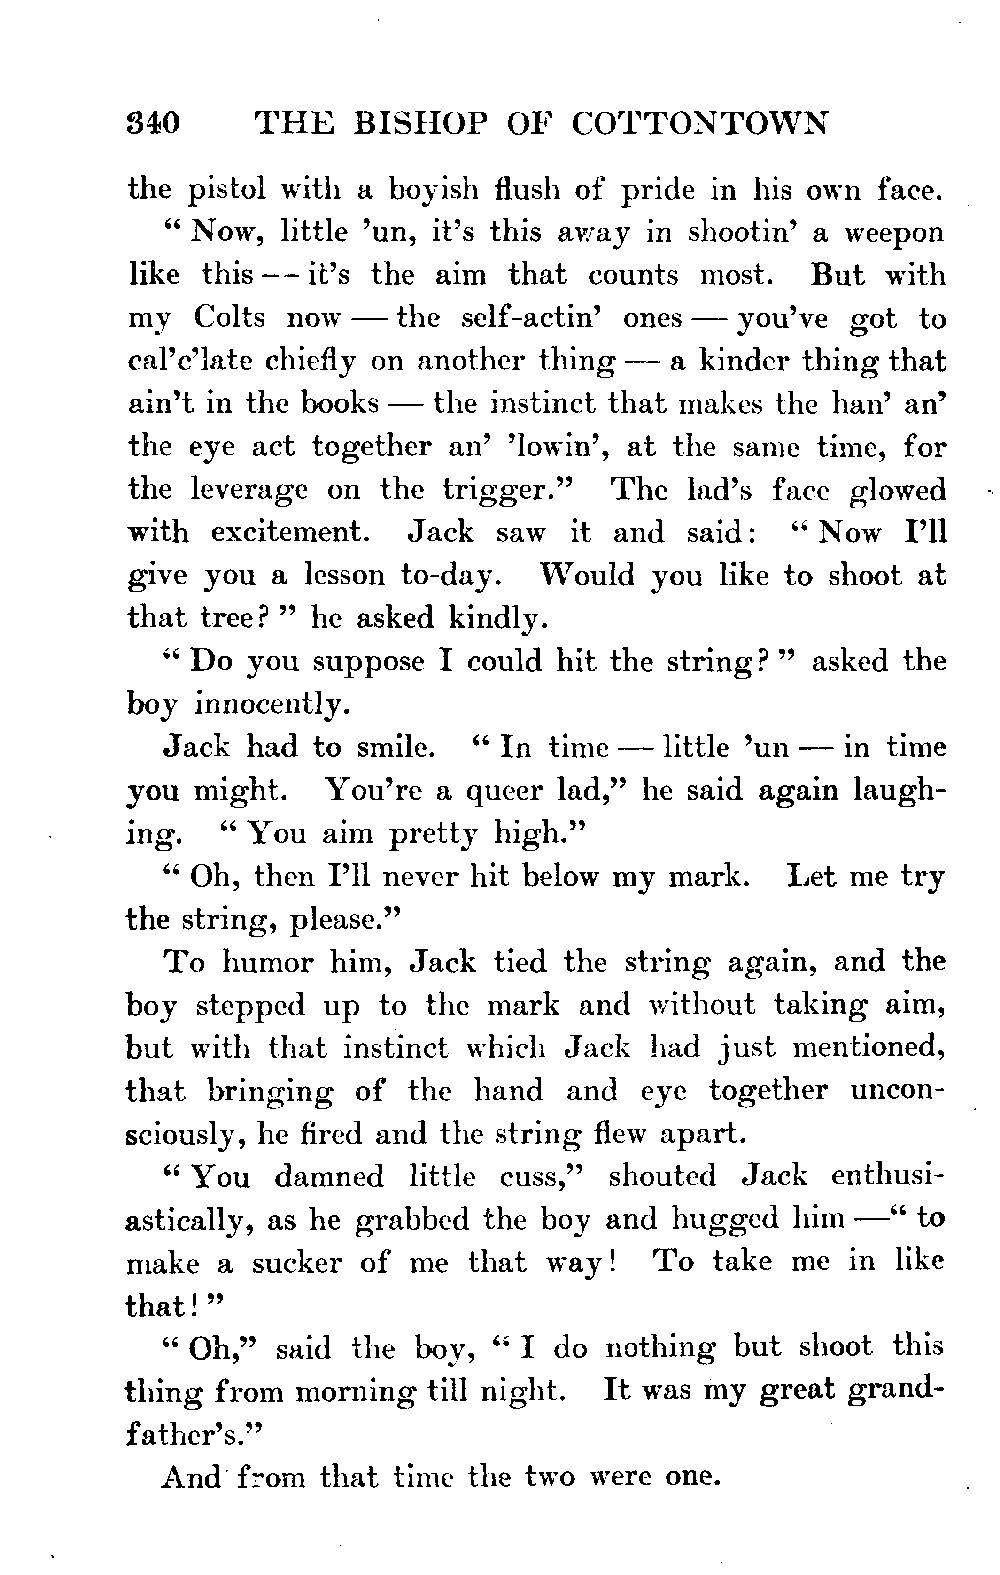 340 THE BISHOP OF COTTONTOWN
the pistol with a boyish flush of pride in his own face.
“ Now, little ’un, it’s this away in shootin’ a weepon
like this -- it’s the aim that counts most. But with
my Colts now — the self-actin’ ones — you’ve got to
cal’c’late chiefly on another thing — a kinder thing that
ain’t in the books — the instinct that makes the han’ an’
the eye act together an’ ’lowin’, at the same time, for
the leverage on the trigger.” The lad’s face glowed
with excitement. Jack saw it and said: “ Now I’ll
give you a lesson to-day. Would you like to shoot at
that tree? ” he asked kindly.
“ Do you suppose I could hit the string? ” asked the
boy innocently.
Jack had to smile. “ In time — little ’un — in time
you might. You’re a queer lad,” he said again laugh-
ing. “ You aim pretty high.”
“ Oh, then I’ll never hit below my mark. Let me try
the string, please.”
To humor him, Jack tied the string again, and the
boy stepped up to the mark and without taking aim,
but with that instinct which Jack had just mentioned,
that bringing of the hand and eye together uncon-
sciously, he fired and the string flew apart.
“ You damned little cuss,” shouted Jack enthusi-
astically, as he grabbed the boy and hugged him —“ to
make a sucker of me that way! To take me in like
that! ”
“ Oh,” said the boy, “ I do nothing but shoot this
thing from morning till night. It was my great grand-
father’s.”
And from that time the two were one.